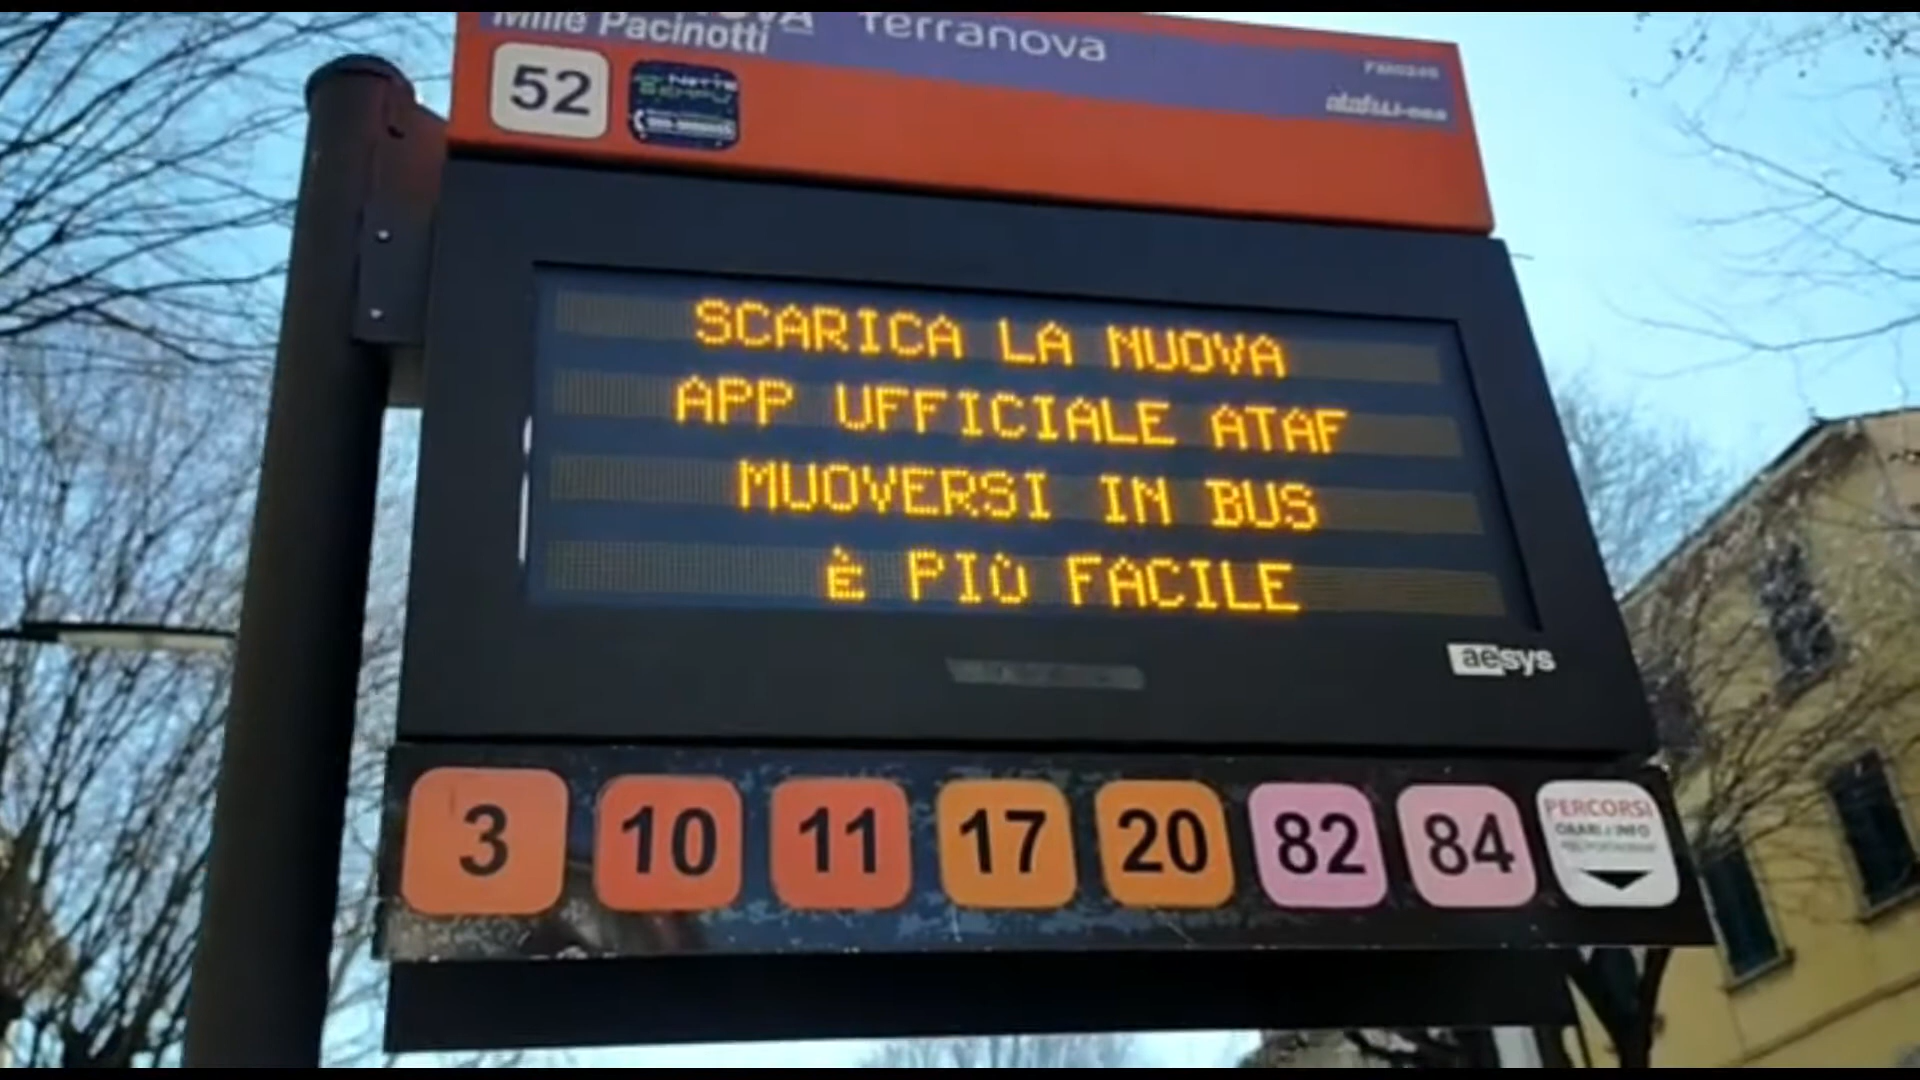 Terranova
Mille Pacinotti
52
SCARICA LA NUOVA
APP UFFICIALE ATAF
MUOVERSI IN BUS
È PIÙ FACILE
aesys
3 10 11 17 20 82 84
PERCORSI